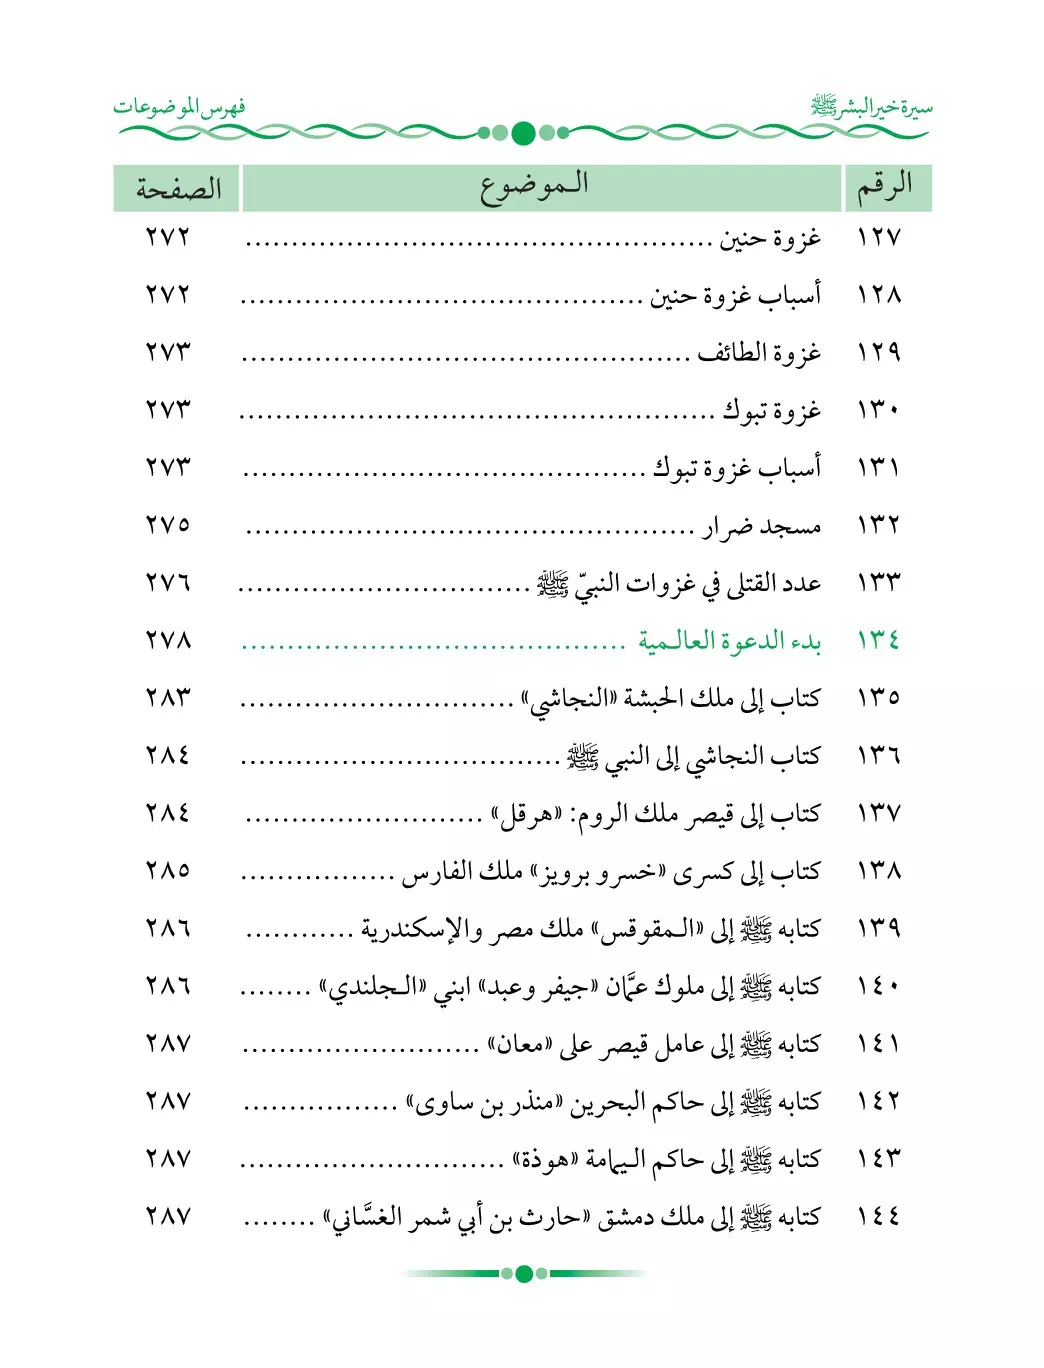 سيرة خير البشر ﷺ
فهرس الموضوعات
الرقم الـموضوع الصفحة
١٢٧ غزوة حنين ................................................... ٢٧٢
١٢٨ أسباب غزوة حنين ............................................ ٢٧٢
١٢٩ غزوة الطائف ................................................. ٢٧٣
١٣٠ غزوة تبوك .................................................... ٢٧٣
١٣١ أسباب غزوة تبوك ............................................ ٢٧٣
١٣٢ مسجد ضرار ................................................. ٢٧٥
١٣٣ عدد القتلى في غزوات النبيّ ﷺ ................................ ٢٧٦
١٣٤ بدء الدعوة العالـمية .......................................... ٢٧٨
١٣٥ كتاب إلى ملك الحبشة «النجاشي» .............................. ٢٨٣
١٣٦ كتاب النجاشي إلى النبي ﷺ ................................... ٢٨٤
١٣٧ كتاب إلى قيصر ملك الروم: «هرقل» .......................... ٢٨٤
١٣٨ كتاب إلى كسرى «خسرو برويز» ملك الفارس ................. ٢٨٥
١٣٩ كتابه ﷺ إلى «الـمقوقس» ملك مصر والإسكندرية ............ ٢٨٦
١٤٠ كتابه ﷺ إلى ملوك عمَّان «جيفر وعبد» ابني «الـجلندي» ........ ٢٨٦
١٤١ كتابه ﷺ إلى عامل قيصر على «معان» .......................... ٢٨٧
١٤٢ كتابه ﷺ إلى حاكم البحرين «منذر بن ساوى» ................. ٢٨٧
١٤٣ كتابه ﷺ إلى حاكم الـيمامة «هوذة» ............................. ٢٨٧
١٤٤ كتابه ﷺ إلى ملك دمشق «حارث بن أبي شمر الغسَّاني» ........ ٢٨٧